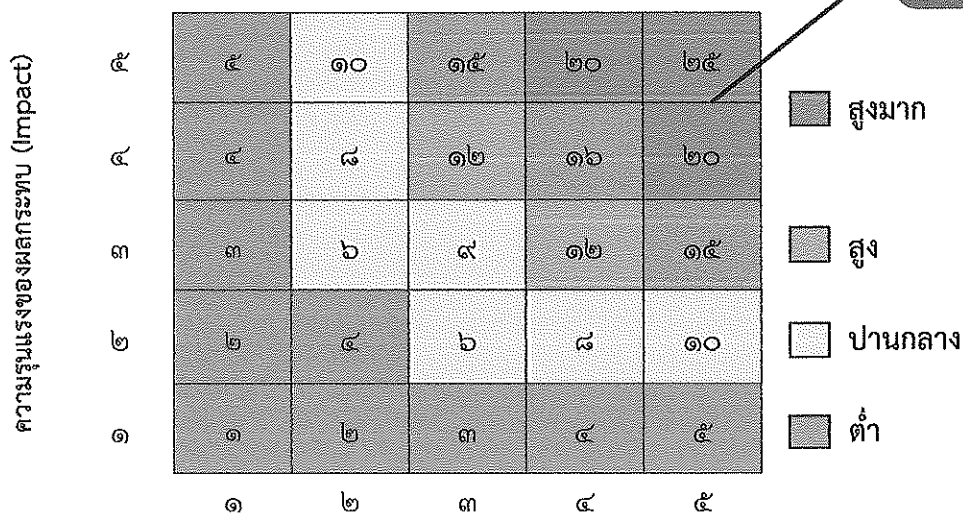 ความรุนแรงของผลกระทบ (Impact)
๕ ๕ ๑๐ ๑๕ ๒๐ ๒๕
๔ ๔ ๘ ๑๒ ๑๖ ๒๐
๓ ๓ ๖ ๙ ๑๒ ๑๕
๒ ๒ ๔ ๖ ๘ ๑๐
๑ ๑ ๒ ๓ ๔ ๕
๑ ๒ ๓ ๔ ๕
สูงมาก
สูง
ปานกลาง
ต่ำ